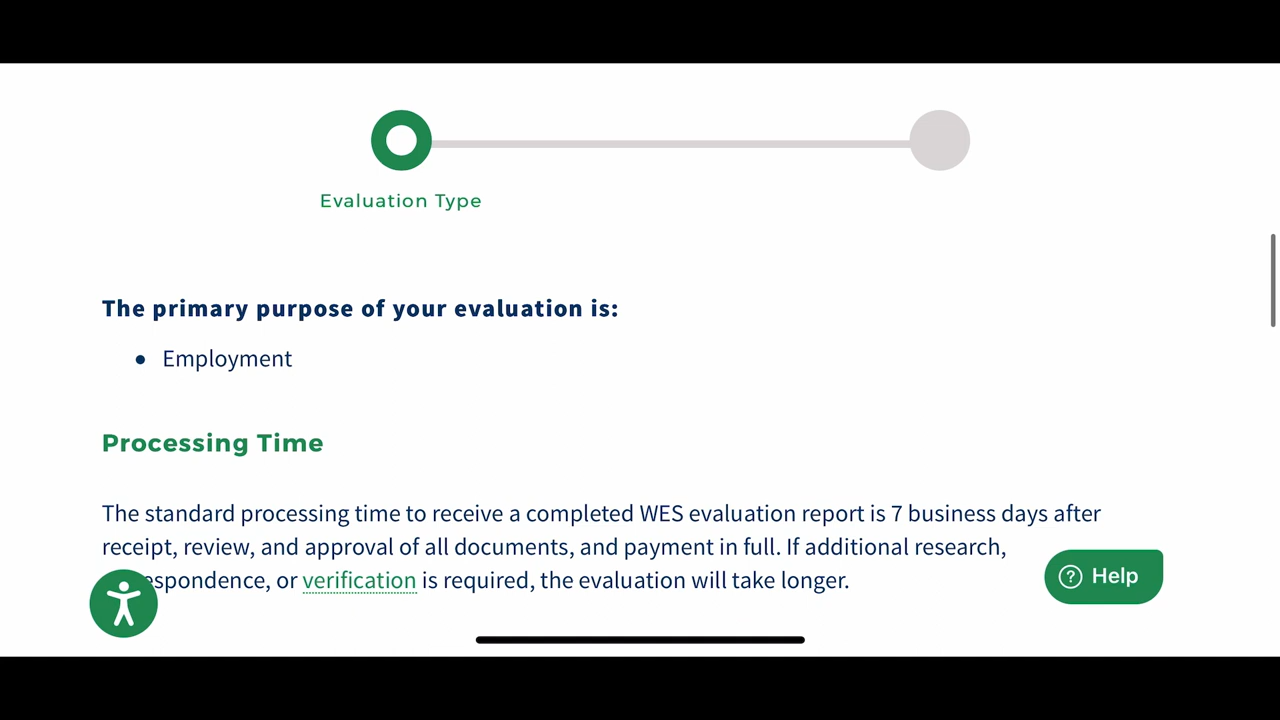 Evaluation Type
The primary purpose of your evaluation is:
● Employment
Processing Time
The standard processing time to receive a completed WES evaluation report is 7 business days after
receipt, review, and approval of all documents, and payment in full. If additional research,
espondence, or verification is required, the evaluation will take longer.
? Help